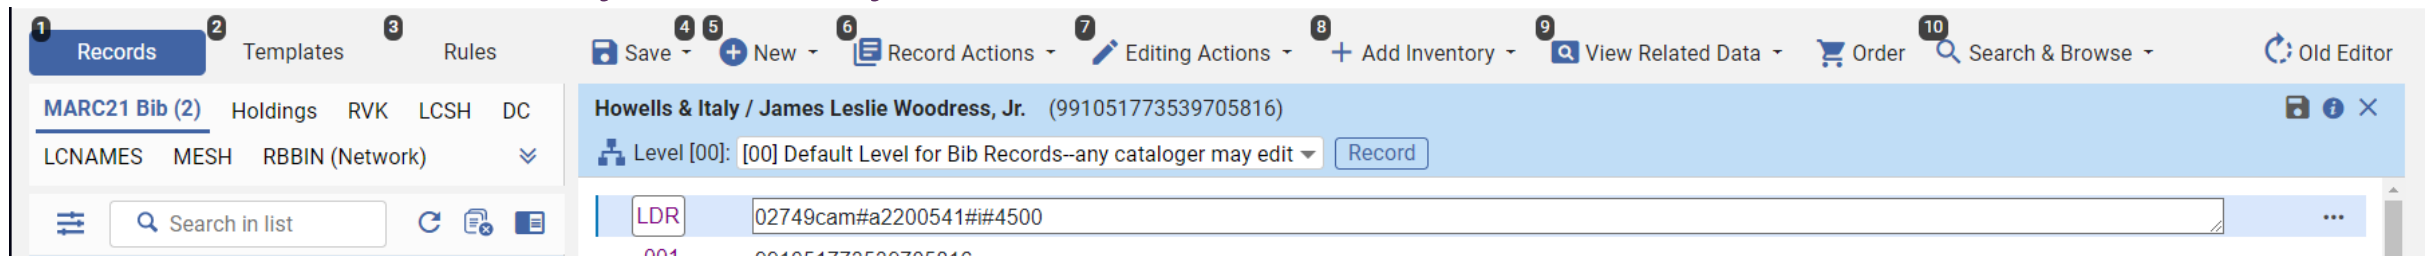 1 Records 2 Templates 3 Rules 4 Save 5 New 6 Record Actions 7 Editing Actions 8 Add Inventory 9 View Related Data Order 10 Search & Browse Old Editor
MARC21 Bib (2) Holdings RVK LCSH DC
LCNAMES MESH RBBIN (Network)
Search in list
Howells & Italy / James Leslie Woodress, Jr. (991051773539705816)
Level [00]: [00] Default Level for Bib Records--any cataloger may edit Record
LDR 02749cam#a2200541#i#4500
001 991051773539705816